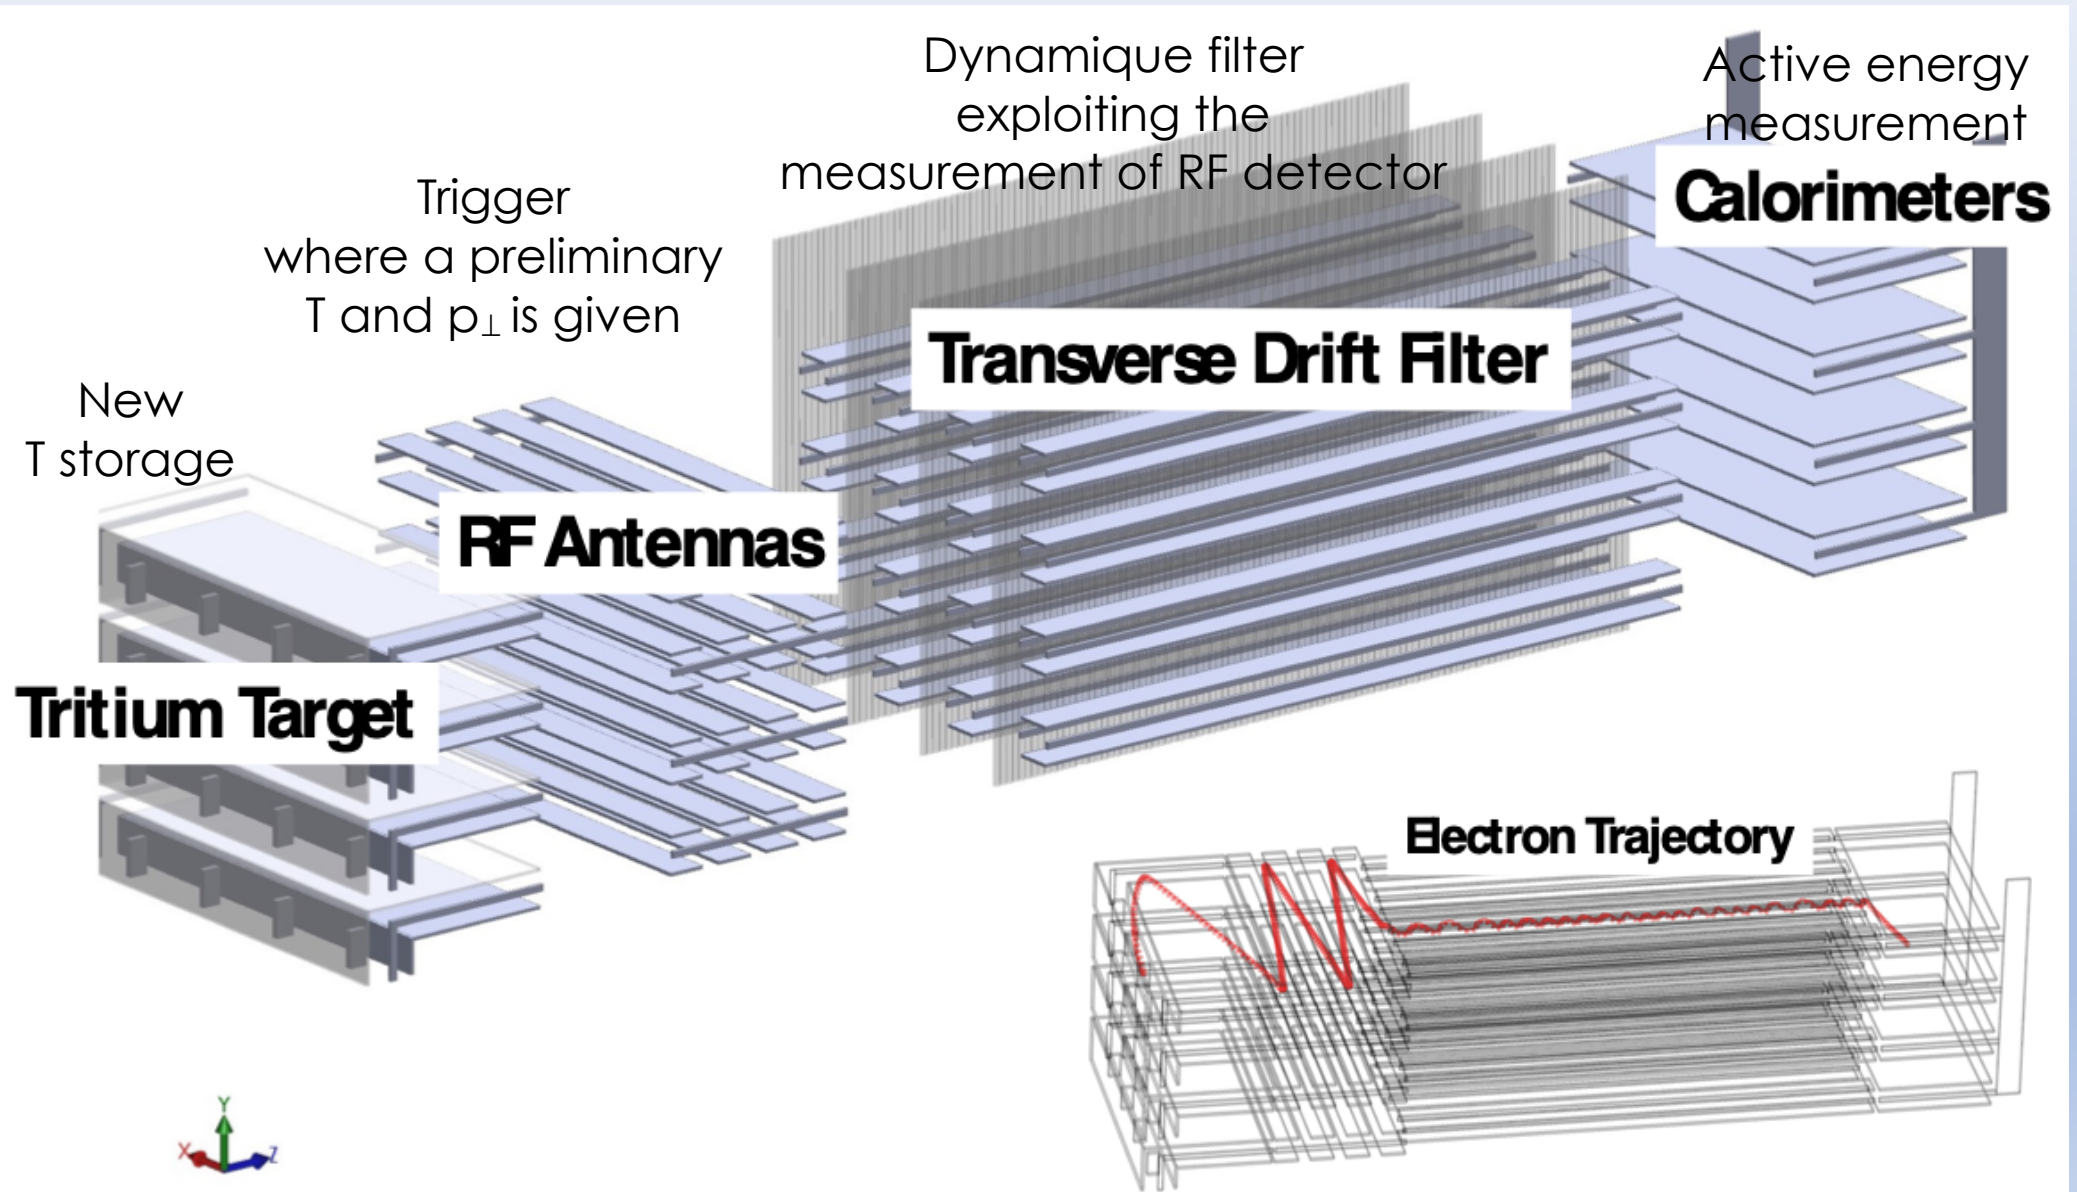 New
T storage
Tritium Target
Trigger
where a preliminary
T and p⊥ is given
RF Antennas
Dynamique filter
exploiting the
measurement of RF detector
Transverse Drift Filter
Active energy
measurement
Calorimeters
Electron Trajectory
Y
X
Z